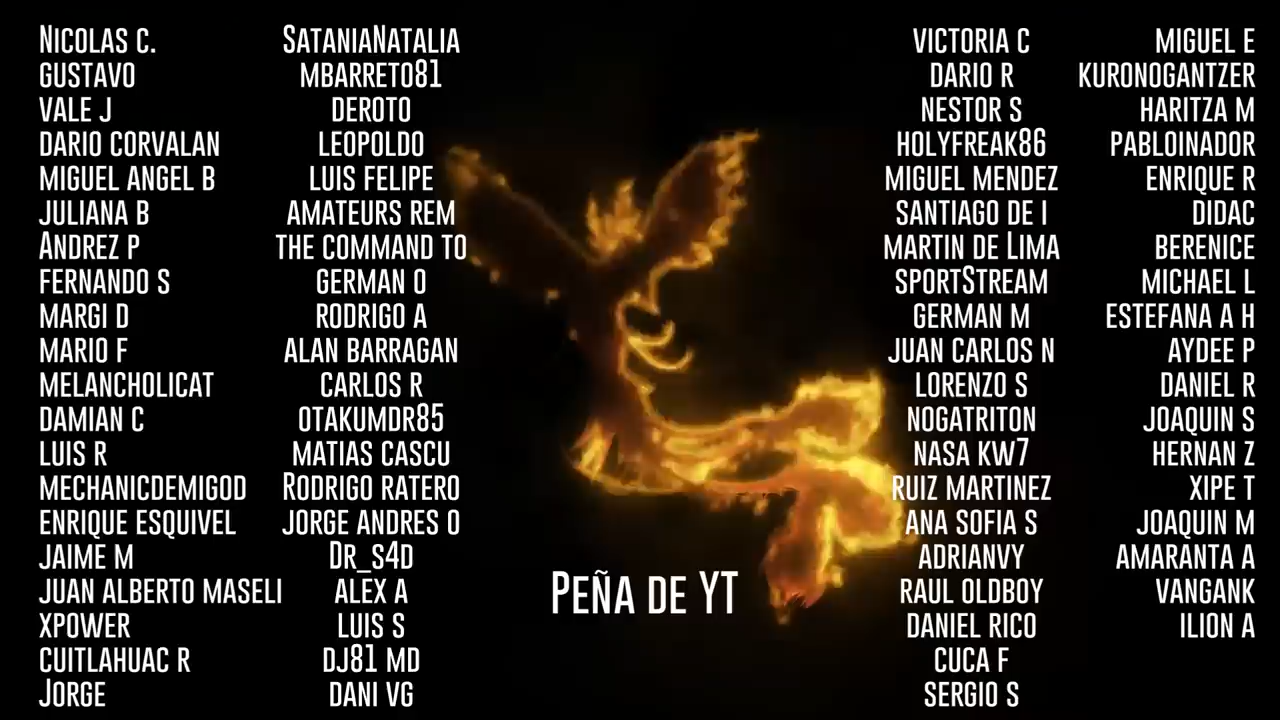 NICOLAS C.
GUSTAVO
VALE J
DARIO CORVALAN
MIGUEL ANGEL B
JULIANA B
ANDREZ P
FERNANDO S
MARGI D
MARIO F
MELANCHOLICAT
DAMIAN C
LUIS R
MECHANICDEMIGOD
ENRIQUE ESQUIVEL
JAIME M
JUAN ALBERTO MASELI
XPOWER
CUITLAHUAC R
JORGE
SATANIANATALIA
MBARRETO81
DEROTO
LEOPOLDO
LUIS FELIPE
AMATEURS REM
THE COMMAND TO
GERMAN O
RODRIGO A
ALAN BARRAGAN
CARLOS R
OTAKUMDR85
MATIAS CASCU
RODRIGO RATERO
JORGE ANDRES O
DR_S4D
ALEX A
LUIS S
DJ81 MD
DANI VG
PEÑA DE YT
VICTORIA C
DARIO R
NESTOR S
HOLYFREAK86
MIGUEL MENDEZ
SANTIAGO DE I
MARTIN DE LIMA
SPORTSTREAM
GERMAN M
JUAN CARLOS N
LORENZO S
NOGATRITON
NASA KW7
RUIZ MARTINEZ
ANA SOFIA S
ADRIANVY
RAUL OLDBOY
DANIEL RICO
CUCA F
SERGIO S
MIGUEL E
KURONOGANTZER
HARITZA M
PABLOINADOR
ENRIQUE R
DIDAC
BERENICE
MICHAEL L
ESTEFANA A H
AYDEE P
DANIEL R
JOAQUIN S
HERNAN Z
XIPE T
JOAQUIN M
AMARANTA A
VANGANK
ILION A